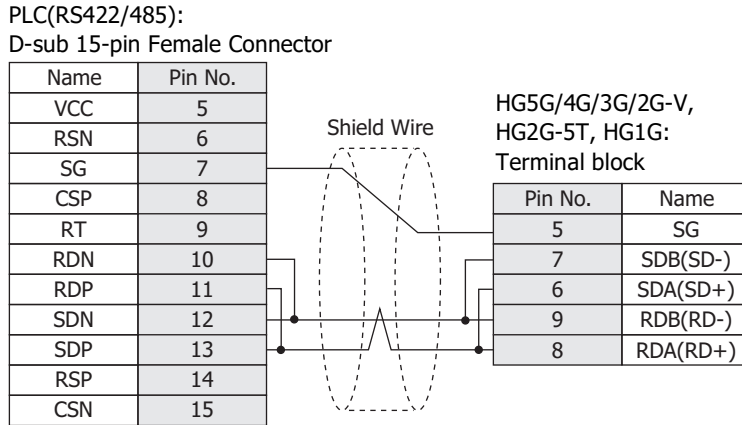 PLC(RS422/485):
D-sub 15-pin Female Connector
Name Pin No.
VCC 5
RSN 6
SG 7
CSP 8
RT 9
RDN 10
RDP 11
SDN 12
SDP 13
RSP 14
CSN 15
Shield Wire
HG5G/4G/3G/2G-V,
HG2G-5T, HG1G:
Terminal block
Pin No. Name
5 SG
7 SDB(SD-)
6 SDA(SD+)
9 RDB(RD-)
8 RDA(RD+)